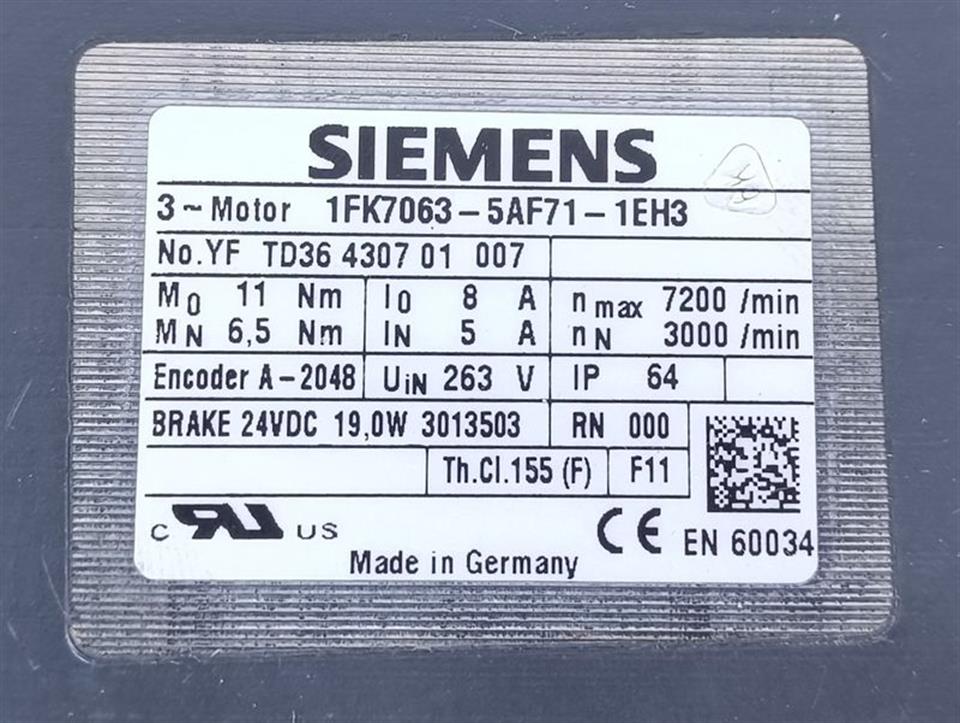 SIEMENS
3~Motor 1FK7063-5AF71-1EH3
No.YF TD36 4307 01 007
M0 11 Nm I0 8 A nmax 7200 /min
MN 6,5 Nm IN 5 A nN 3000 /min
Encoder A-2048 UiN 263 V IP 64
BRAKE 24VDC 19,0W 3013503 RN 000
Th.Cl.155 (F) F11
C RU US CE EN 60034
Made in Germany